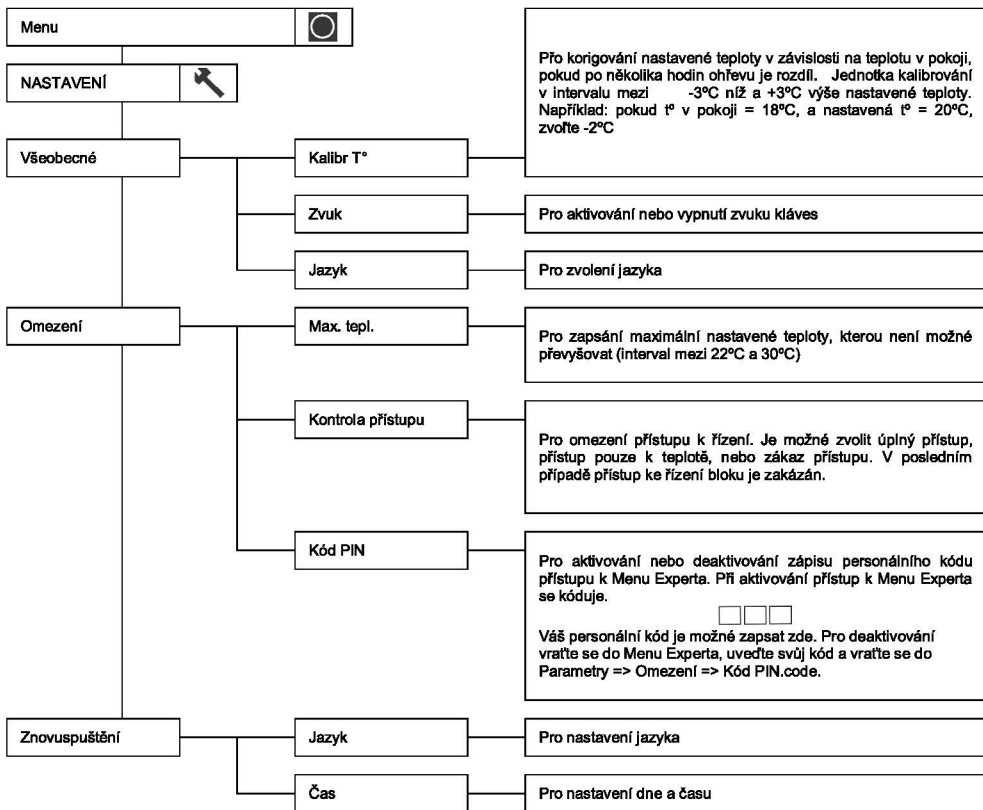 Menu
NASTAVENÍ
Přo korigování nastavené teploty v závislosti na teplotu v pokoji,
pokud po několika hodin ohřevu je rozdíl. Jednotka kalibrování
v intervalu mezi -3ºC níž a +3ºC výše nastavené teploty.
Například: pokud tº v pokoji = 18ºC, a nastavená tº = 20ºC,
zvoľte -2ºC
Všeobecné
Kalibr T°
Zvuk
Pro aktivování nebo vypnutí zvuku kláves
Jazyk
Pro zvolení jazyka
Omezení
Max. tepl.
Pro zapsání maximální nastavené teploty, kterou není možné
převyšovat (interval mezi 22ºC a 30ºC)
Kontrola přístupu
Pro omezení přístupu k řízení. Je možné zvolit úplný přístup,
přístup pouze k teplotě, nebo zákaz přístupu. V posledním
případě přístup ke řízení bloku je zakázán.
Kód PIN
Pro aktivování nebo deaktivování zápisu personálního kódu
přístupu k Menu Experta. Při aktivování přístup k Menu Experta
se kóduje.
Váš personální kód je možné zapsat zde. Pro deaktivování
vraťte se do Menu Experta, uveďte svůj kód a vraťte se do
Parametry => Omezení => Kód PIN.code.
Znovuspuštění
Jazyk
Pro nastavení jazyka
Čas
Pro nastavení dne a času